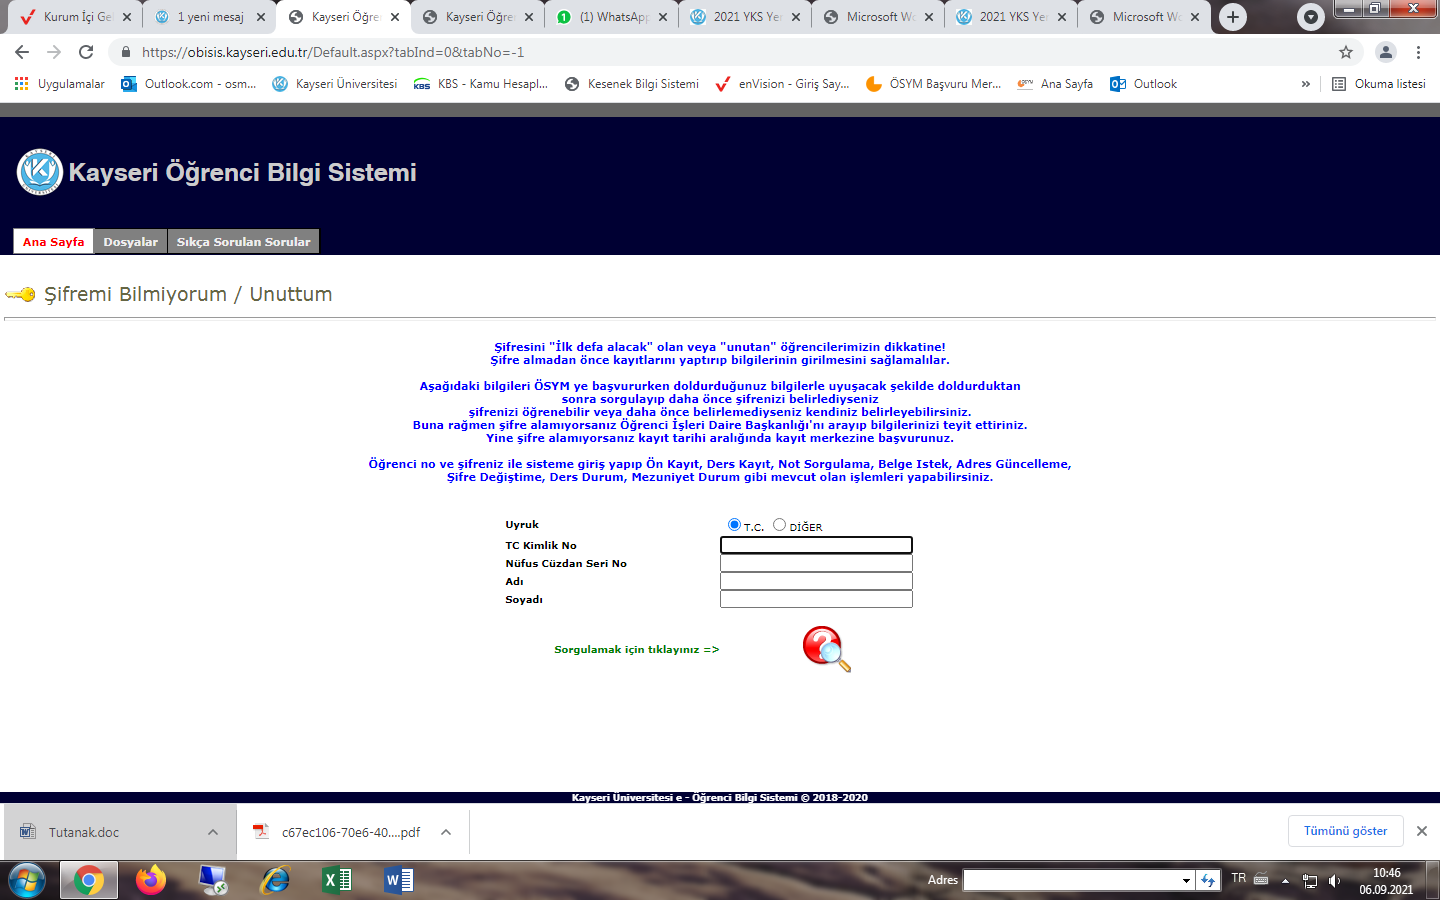 Kurum İçi Gel
1 yeni mesaj
Kayseri Öğren
Kayseri Öğren
(1) WhatsApp
2021 YKS Yer
Microsoft Wo
2021 YKS Yer
Microsoft Wo
https://obisis.kayseri.edu.tr/Default.aspx?tabInd=0&tabNo=-1
Uygulamalar
Outlook.com - osm...
Kayseri Üniversitesi
KBS
KBS - Kamu Hesapl...
Kesenek Bilgi Sistemi
enVision - Giriş Say...
ÖSYM Başvuru Mer...
Ana Sayfa
Outlook
»
Okuma listesi
Kayseri Öğrenci Bilgi Sistemi
Ana Sayfa
Dosyalar
Sıkça Sorulan Sorular
Şifremi Bilmiyorum / Unuttum
Şifresini "İlk defa alacak" olan veya "unutan" öğrencilerimizin dikkatine!
Şifre almadan önce kayıtlarını yaptırıp bilgilerinin girilmesini sağlamalılar.
Aşağıdaki bilgileri ÖSYM ye başvururken doldurduğunuz bilgilerle uyuşacak şekilde doldurduktan
sonra sorgulayıp daha önce şifrenizi belirlediyseniz
şifrenizi öğrenebilir veya daha önce belirlemediyseniz kendiniz belirleyebilirsiniz.
Buna rağmen şifre alamıyorsanız Öğrenci İşleri Daire Başkanlığı'nı arayıp bilgilerinizi teyit ettiriniz.
Yine şifre alamıyorsanız kayıt tarihi aralığında kayıt merkezine başvurunuz.
Öğrenci no ve şifreniz ile sisteme giriş yapıp Ön Kayıt, Ders Kayıt, Not Sorgulama, Belge Istek, Adres Güncelleme,
Şifre Değiştime, Ders Durum, Mezuniyet Durum gibi mevcut olan işlemleri yapabilirsiniz.
Uyruk
T.C.
DİĞER
TC Kimlik No
Nüfus Cüzdan Seri No
Adı
Soyadı
Sorgulamak için tıklayınız =>
Kayseri Üniversitesi e - Öğrenci Bilgi Sistemi © 2018-2020
Tutanak.doc
c67ec106-70e6-40....pdf
Tümünü göster
Adres
TR
10:46
06.09.2021